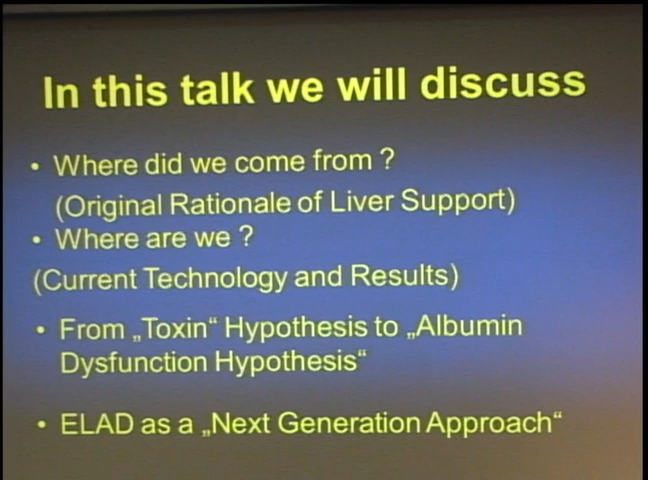 In this talk we will discuss
• Where did we come from ?
(Original Rationale of Liver Support)
• Where are we ?
(Current Technology and Results)
• From „Toxin“ Hypothesis to „Albumin
Dysfunction Hypothesis“
• ELAD as a „Next Generation Approach“